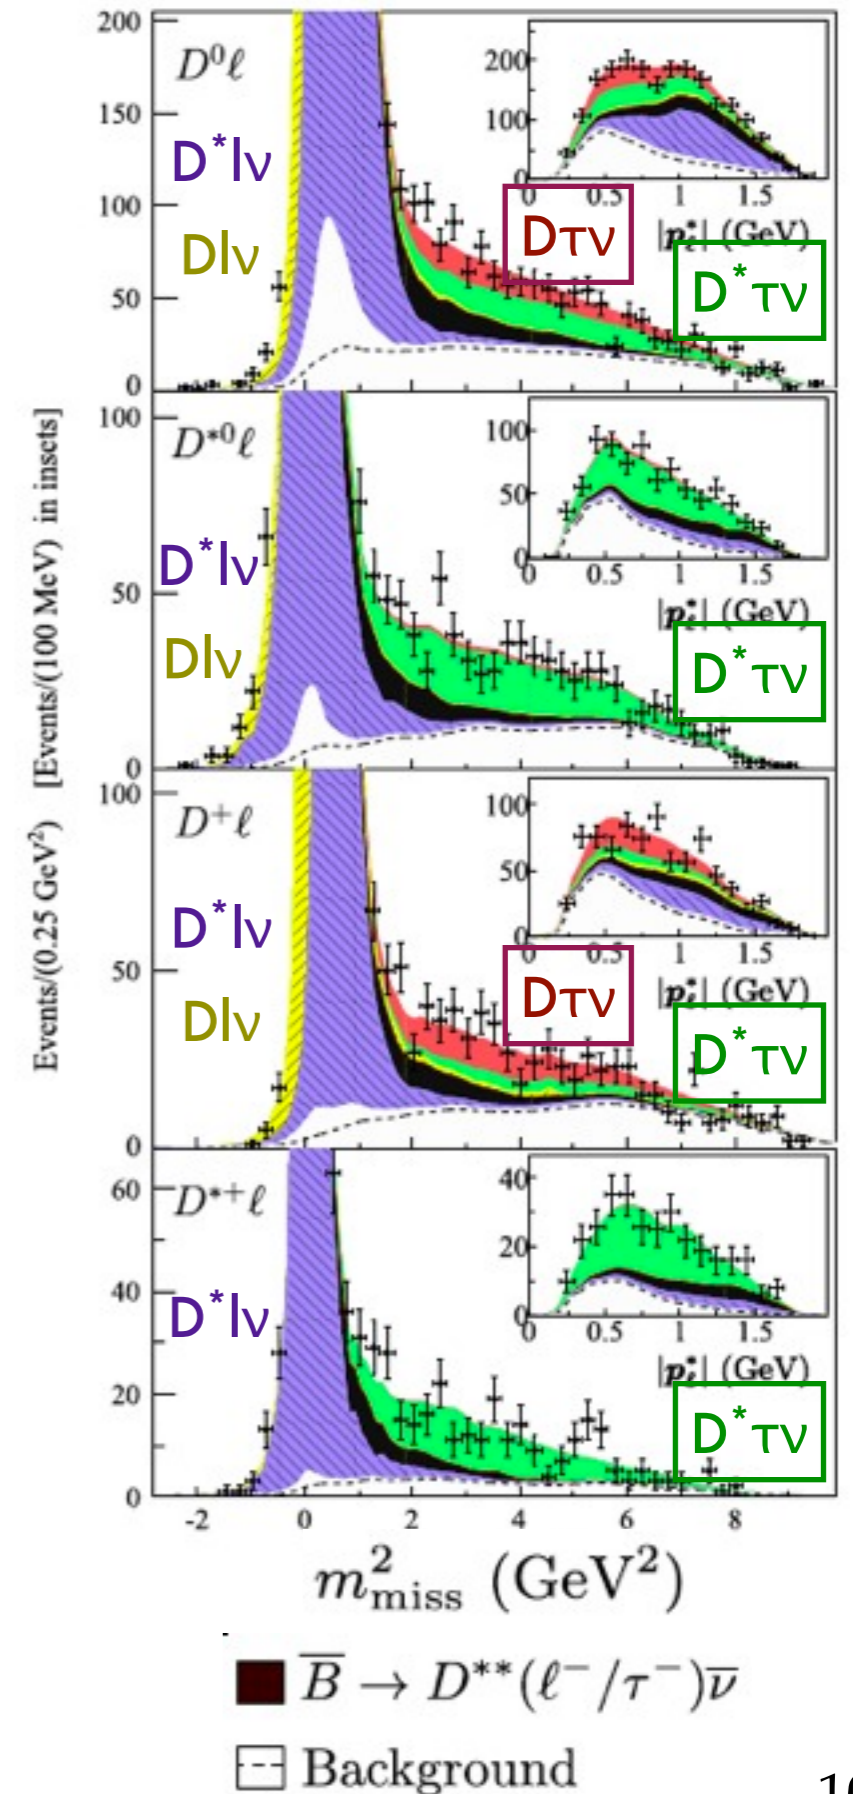 Events/(0.25 GeV²) [Events/(100 MeV) in insets]
200
150
100
50
0
D⁰ℓ
D*lν
Dlν
Dτν
D*τν
200
100
0
0 0.5 1 1.5
|p*ℓ| (GeV)
100
50
0
D*⁰ℓ
D*lν
Dlν
D*τν
100
50
0
0 0.5 1 1.5
|p*ℓ| (GeV)
100
50
0
D⁺ℓ
D*lν
Dlν
Dτν
D*τν
100
50
0
0 0.5 1 1.5
|p*ℓ| (GeV)
60
40
20
0
D*⁺ℓ
D*lν
D*τν
40
20
0
0 0.5 1 1.5
|p*ℓ| (GeV)
-2 0 2 4 6 8
m²miss (GeV²)
B̅ → D**(ℓ⁻/τ⁻)ν̅
Background